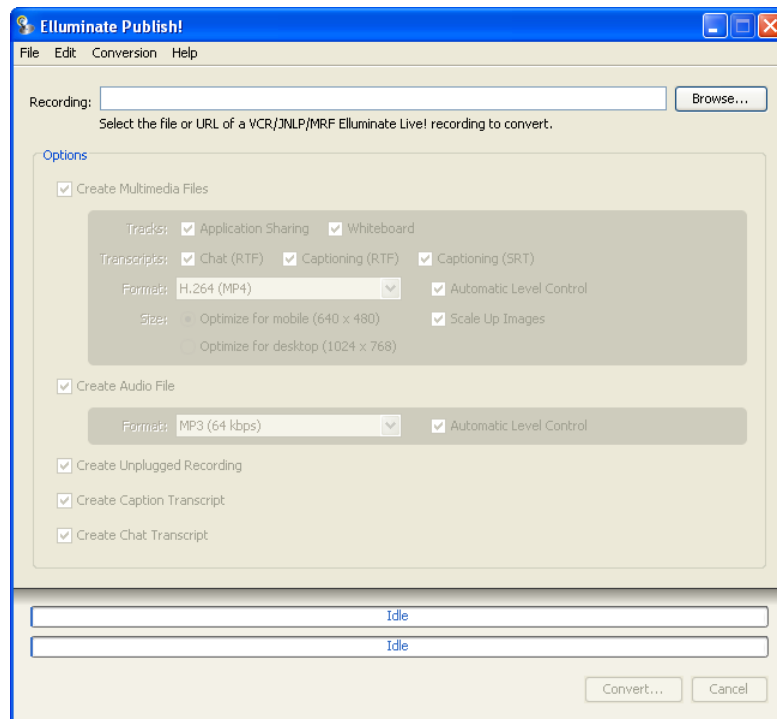 Elluminate Publish!
File Edit Conversion Help
Recording: Browse...
Select the file or URL of a VCR/JNLP/MRF Elluminate Live! recording to convert.
Options
Create Multimedia Files
Tracks: Application Sharing Whiteboard
Transcripts: Chat (RTF) Captioning (RTF) Captioning (SRT)
Format: H.264 (MP4) Automatic Level Control
Size: Optimize for mobile (640 x 480) Scale Up Images
Optimize for desktop (1024 x 768)
Create Audio File
Format: MP3 (64 kbps) Automatic Level Control
Create Unplugged Recording
Create Caption Transcript
Create Chat Transcript
Idle
Idle
Convert... Cancel